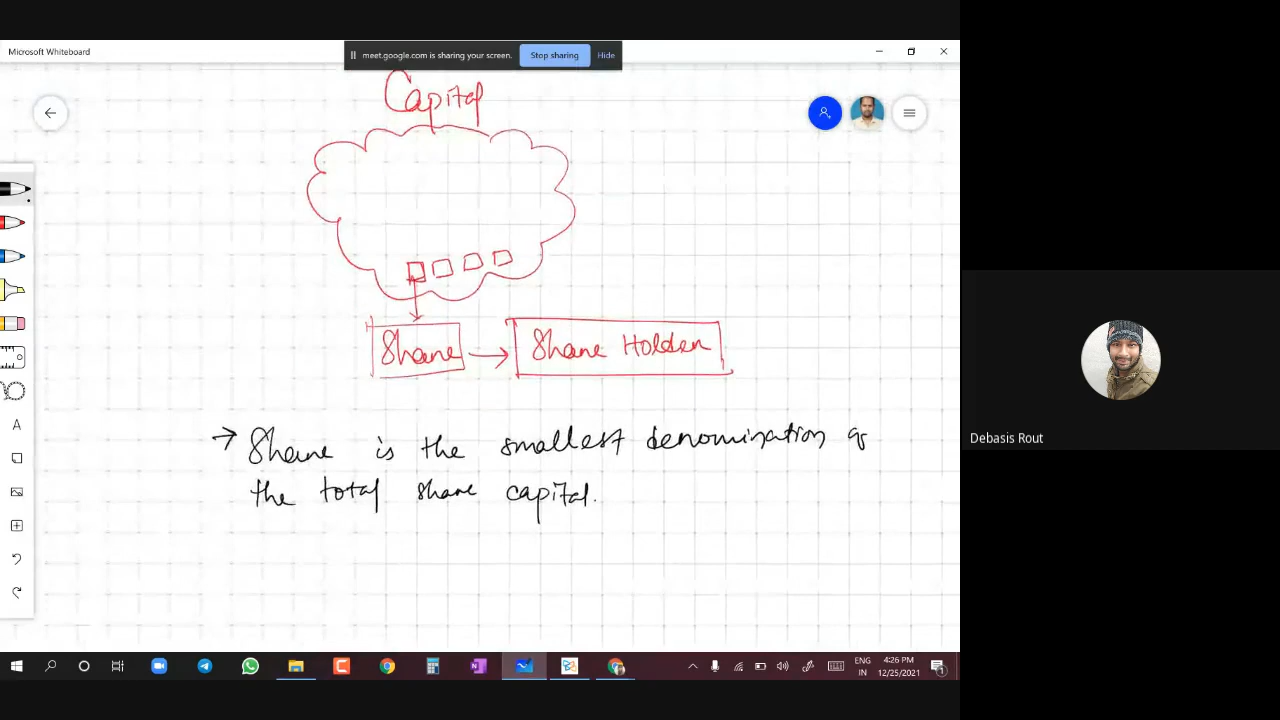 Microsoft Whiteboard
meet.google.com is sharing your screen.
Stop sharing
Hide
Capital
Share
Share Holder
→ Share is the smallest denomination of
the total share capital.
Debasis Rout
A
ENG
IN
4:26 PM
12/25/2021
1